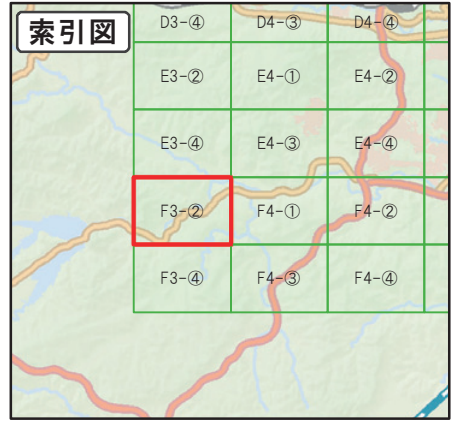 索引図
D3-④ D4-③ D4-④
E3-② E4-① E4-②
E3-④ E4-③ E4-④
F3-② F4-① F4-②
F3-④ F4-③ F4-④